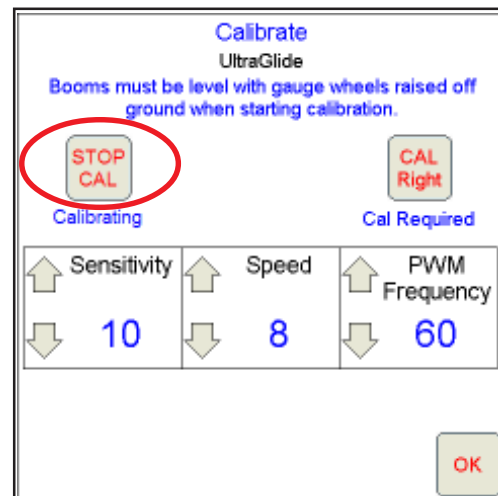 Calibrate
UltraGlide
Booms must be level with gauge wheels raised off
ground when starting calibration.
STOP
CAL
Calibrating
CAL
Right
Cal Required
Sensitivity
10
Speed
8
PWM
Frequency
60
OK